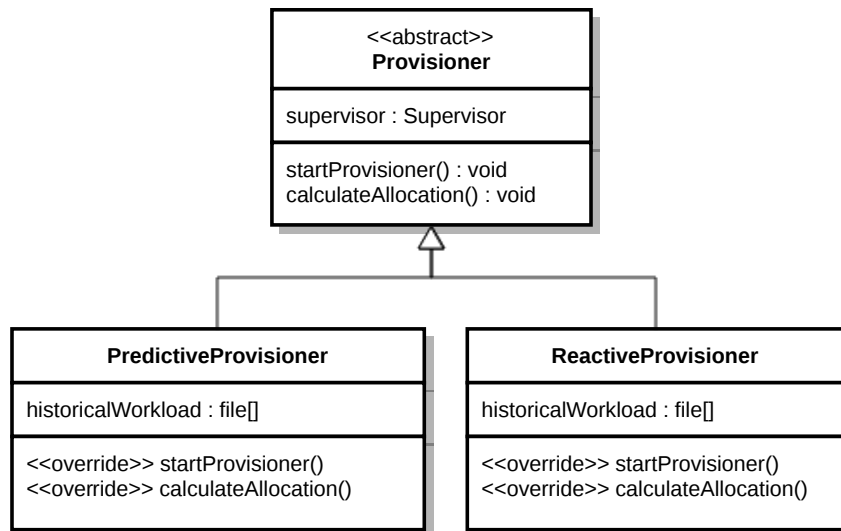 <<abstract>>
Provisioner
supervisor : Supervisor
startProvisioner() : void
calculateAllocation() : void
PredictiveProvisioner
historicalWorkload : file[]
<<override>> startProvisioner()
<<override>> calculateAllocation()
ReactiveProvisioner
historicalWorkload : file[]
<<override>> startProvisioner()
<<override>> calculateAllocation()